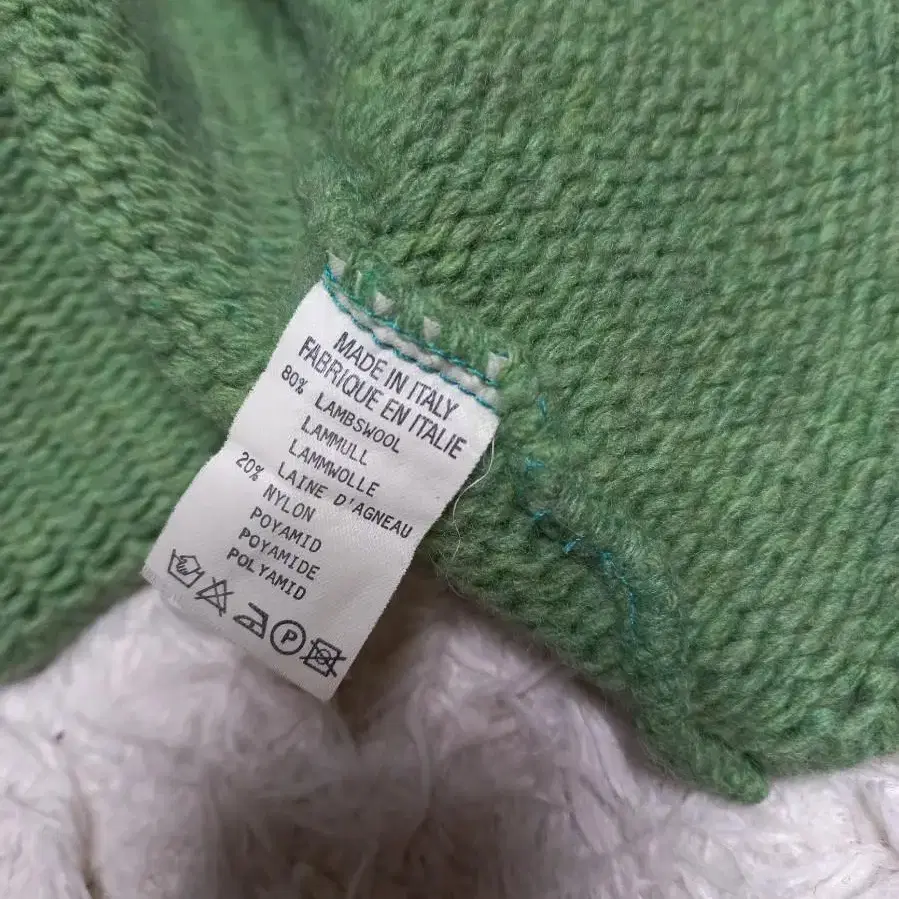 MADE IN ITALY
FABRIQUE EN ITALIE
80% LAMBSWOOL
LAMMULL
LAMMWOLLE
LAINE D'AGNEAU
20% NYLON
POYAMID
POYAMIDE
POLYAMID
P